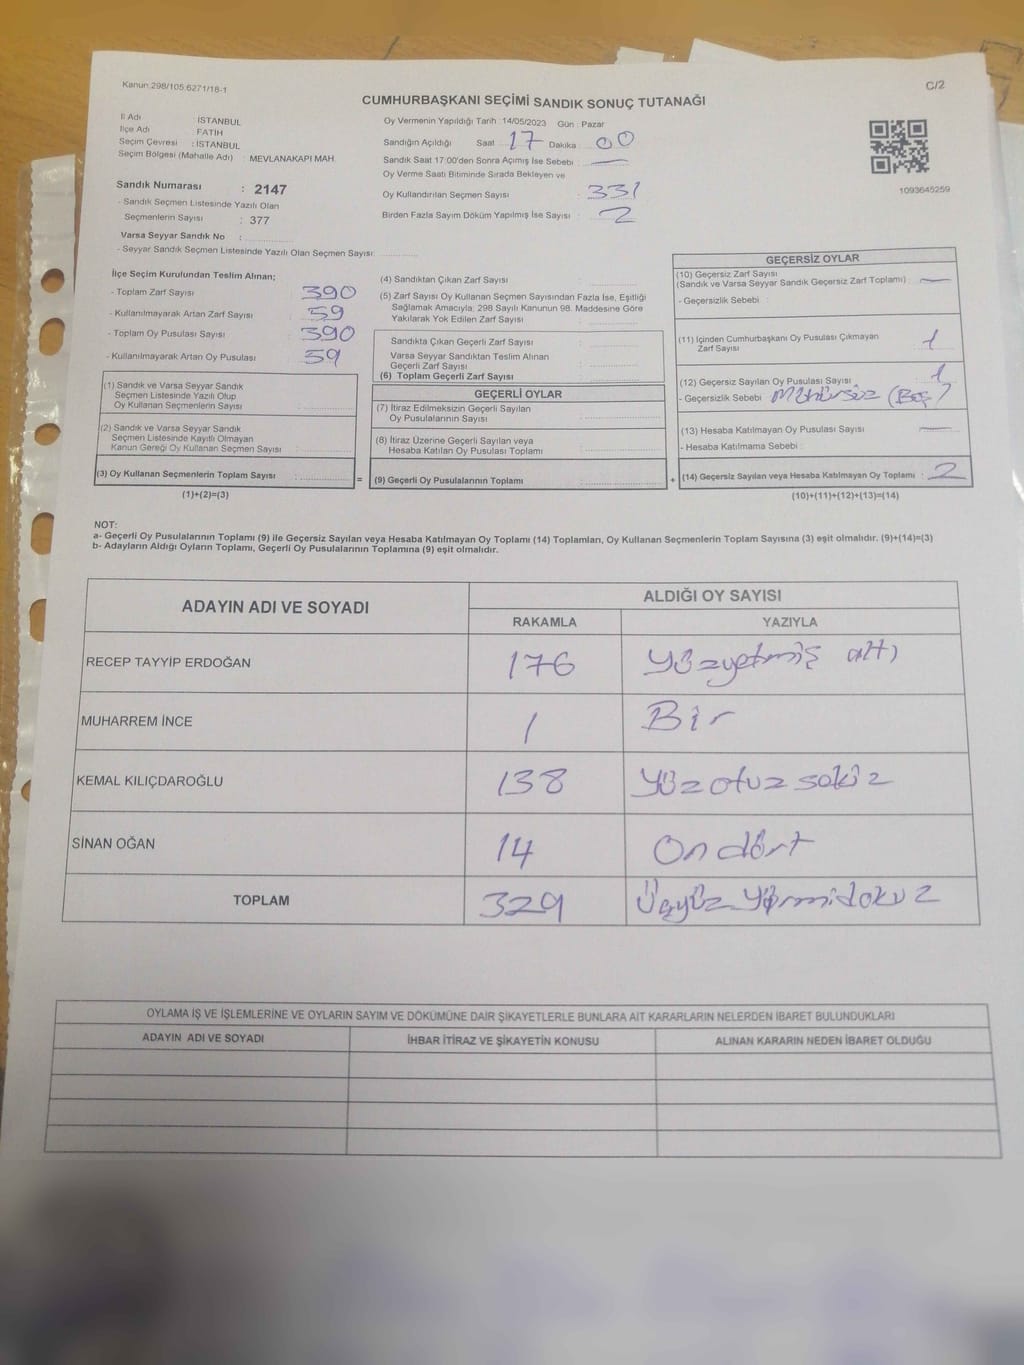 Kanun.298/105,6271/18-1
C/2
CUMHURBAŞKANI SEÇİMİ SANDIK SONUÇ TUTANAĞI
İl Adı İSTANBUL
İlçe Adı FATİH
Seçim Çevresi : İSTANBUL
Seçim Bölgesi (Mahalle Adı) : MEVLANAKAPI MAH.
Oy Vermenin Yapıldığı Tarih : 14/05/2023 Gün : Pazar
Sandığın Açıldığı Saat 17 Dakika 00
Sandık Saat 17:00'den Sonra Açılmış İse Sebebi : —
Oy Verme Saati Bitiminde Sırada Bekleyen ve
Oy Kullandırılan Seçmen Sayısı : 331
Birden Fazla Sayım Döküm Yapılmış İse Sayısı : 2
1093645259
Sandık Numarası : 2147
- Sandık Seçmen Listesinde Yazılı Olan
Seçmenlerin Sayısı : 377
Varsa Seyyar Sandık No :
- Seyyar Sandık Seçmen Listesinde Yazılı Olan Seçmen Sayısı:
İlçe Seçim Kurulundan Teslim Alınan;
- Toplam Zarf Sayısı : 390
- Kullanılmayarak Artan Zarf Sayısı : 59
- Toplam Oy Pusulası Sayısı : 390
- Kullanılmayarak Artan Oy Pusulası : 59
(1) Sandık ve Varsa Seyyar Sandık
Seçmen Listesinde Yazılı Olup
Oy Kullanan Seçmenlerin Sayısı :
(2) Sandık ve Varsa Seyyar Sandık
Seçmen Listesinde Kayıtlı Olmayan
Kanun Gereği Oy Kullanan Seçmen Sayısı :
(3) Oy Kullanan Seçmenlerin Toplam Sayısı :
=
(1)+(2)=(3)
(4) Sandıktan Çıkan Zarf Sayısı :
(5) Zarf Sayısı Oy Kullanan Seçmen Sayısından Fazla İse, Eşitliği
Sağlamak Amacıyla; 298 Sayılı Kanunun 98. Maddesine Göre
Yakılarak Yok Edilen Zarf Sayısı :
Sandıkta Çıkan Geçerli Zarf Sayısı :
Varsa Seyyar Sandıktan Teslim Alınan
Geçerli Zarf Sayısı :
(6) Toplam Geçerli Zarf Sayısı :
GEÇERLİ OYLAR
(7) İtiraz Edilmeksizin Geçerli Sayılan
Oy Pusulalarının Sayısı :
(8) İtiraz Üzerine Geçerli Sayılan veya
Hesaba Katılan Oy Pusulası Toplamı :
(9) Geçerli Oy Pusulalarının Toplamı :
+
GEÇERSİZ OYLAR
(10) Geçersiz Zarf Sayısı
(Sandık ve Varsa Seyyar Sandık Geçersiz Zarf Toplamı) : —
- Geçersizlik Sebebi :
(11) İçinden Cumhurbaşkanı Oy Pusulası Çıkmayan
Zarf Sayısı : 1
(12) Geçersiz Sayılan Oy Pusulası Sayısı : 1
- Geçersizlik Sebebi Mühürsüz (Boş)
(13) Hesaba Katılmayan Oy Pusulası Sayısı : —
- Hesaba Katılmama Sebebi :
(14) Geçersiz Sayılan veya Hesaba Katılmayan Oy Toplamı : 2
(10)+(11)+(12)+(13)=(14)
NOT:
a- Geçerli Oy Pusulalarının Toplamı (9) ile Geçersiz Sayılan veya Hesaba Katılmayan Oy Toplamı (14) Toplamları, Oy Kullanan Seçmenlerin Toplam Sayısına (3) eşit olmalıdır. (9)+(14)=(3)
b- Adayların Aldığı Oyların Toplamı, Geçerli Oy Pusulalarının Toplamına (9) eşit olmalıdır.
ADAYIN ADI VE SOYADI
ALDIĞI OY SAYISI
RAKAMLA YAZIYLA
RECEP TAYYİP ERDOĞAN 176 Yüzyetmiş altı
MUHARREM İNCE 1 Bir
KEMAL KILIÇDAROĞLU 138 Yüzotuz sekiz
SİNAN OĞAN 14 On dört
TOPLAM 329 Üçyüz Yirmidokuz
OYLAMA İŞ VE İŞLEMLERİNE VE OYLARIN SAYIM VE DÖKÜMÜNE DAİR ŞİKAYETLERLE BUNLARA AİT KARARLARIN NELERDEN İBARET BULUNDUKLARI
ADAYIN ADI VE SOYADI İHBAR İTİRAZ VE ŞİKAYETİN KONUSU ALINAN KARARIN NEDEN İBARET OLDUĞU